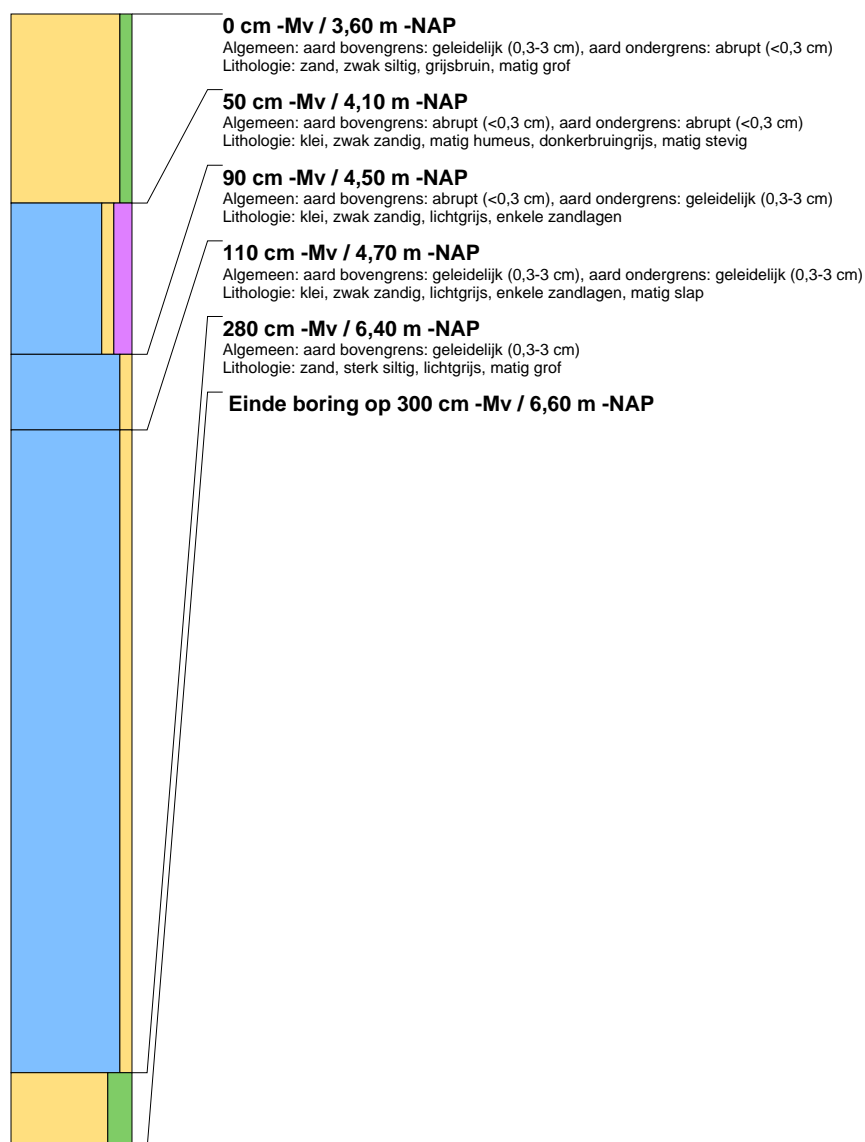 0 cm -Mv / 3,60 m -NAP
Algemeen: aard bovengrens: geleidelijk (0,3-3 cm), aard ondergrens: abrupt (<0,3 cm)
Lithologie: zand, zwak siltig, grijsbruin, matig grof
50 cm -Mv / 4,10 m -NAP
Algemeen: aard bovengrens: abrupt (<0,3 cm), aard ondergrens: abrupt (<0,3 cm)
Lithologie: klei, zwak zandig, matig humeus, donkerbruingrijs, matig stevig
90 cm -Mv / 4,50 m -NAP
Algemeen: aard bovengrens: abrupt (<0,3 cm), aard ondergrens: geleidelijk (0,3-3 cm)
Lithologie: klei, zwak zandig, lichtgrijs, enkele zandlagen
110 cm -Mv / 4,70 m -NAP
Algemeen: aard bovengrens: geleidelijk (0,3-3 cm), aard ondergrens: geleidelijk (0,3-3 cm)
Lithologie: klei, zwak zandig, lichtgrijs, enkele zandlagen, matig slap
280 cm -Mv / 6,40 m -NAP
Algemeen: aard bovengrens: geleidelijk (0,3-3 cm)
Lithologie: zand, sterk siltig, lichtgrijs, matig grof
Einde boring op 300 cm -Mv / 6,60 m -NAP